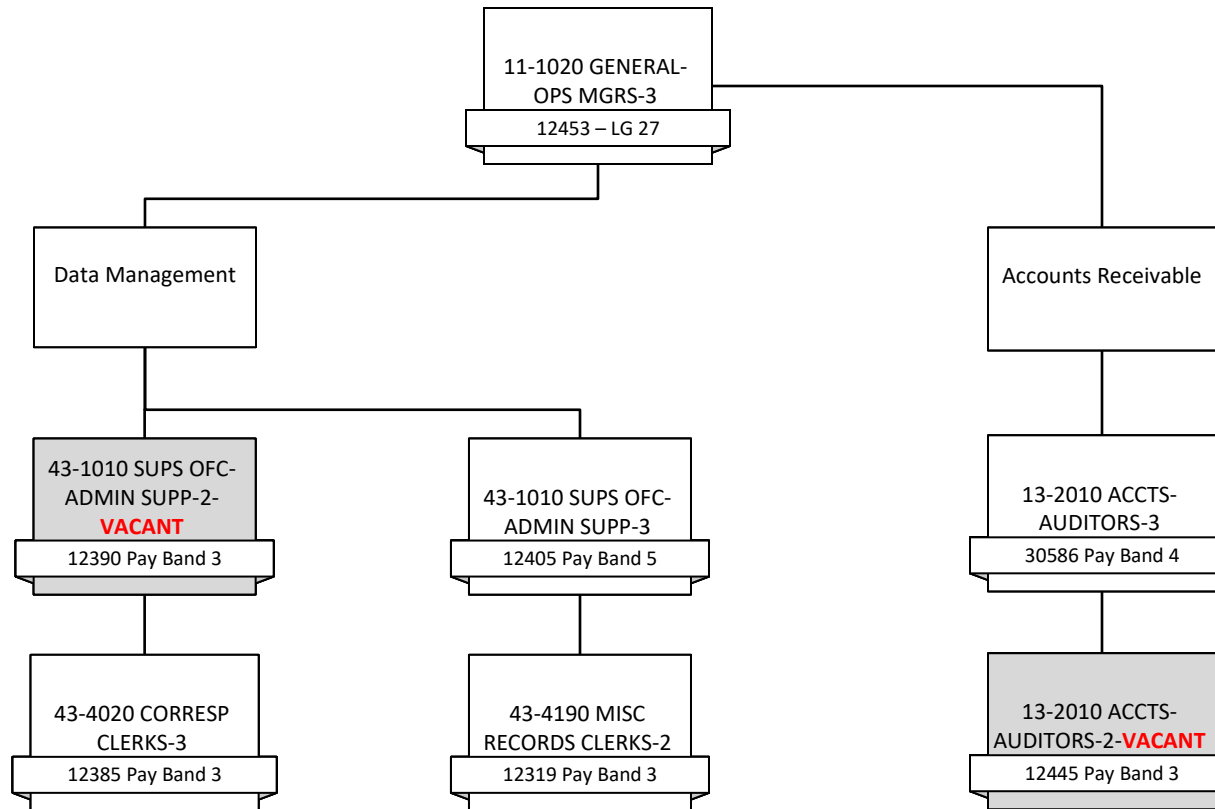 11-1020 GENERAL-
OPS MGRS-3
12453 – LG 27
Data Management
Accounts Receivable
43-1010 SUPS OFC-
ADMIN SUPP-2-
VACANT
12390 Pay Band 3
43-1010 SUPS OFC-
ADMIN SUPP-3
12405 Pay Band 5
13-2010 ACCTS-
AUDITORS-3
30586 Pay Band 4
43-4020 CORRESP
CLERKS-3
12385 Pay Band 3
43-4190 MISC
RECORDS CLERKS-2
12319 Pay Band 3
13-2010 ACCTS-
AUDITORS-2-VACANT
12445 Pay Band 3